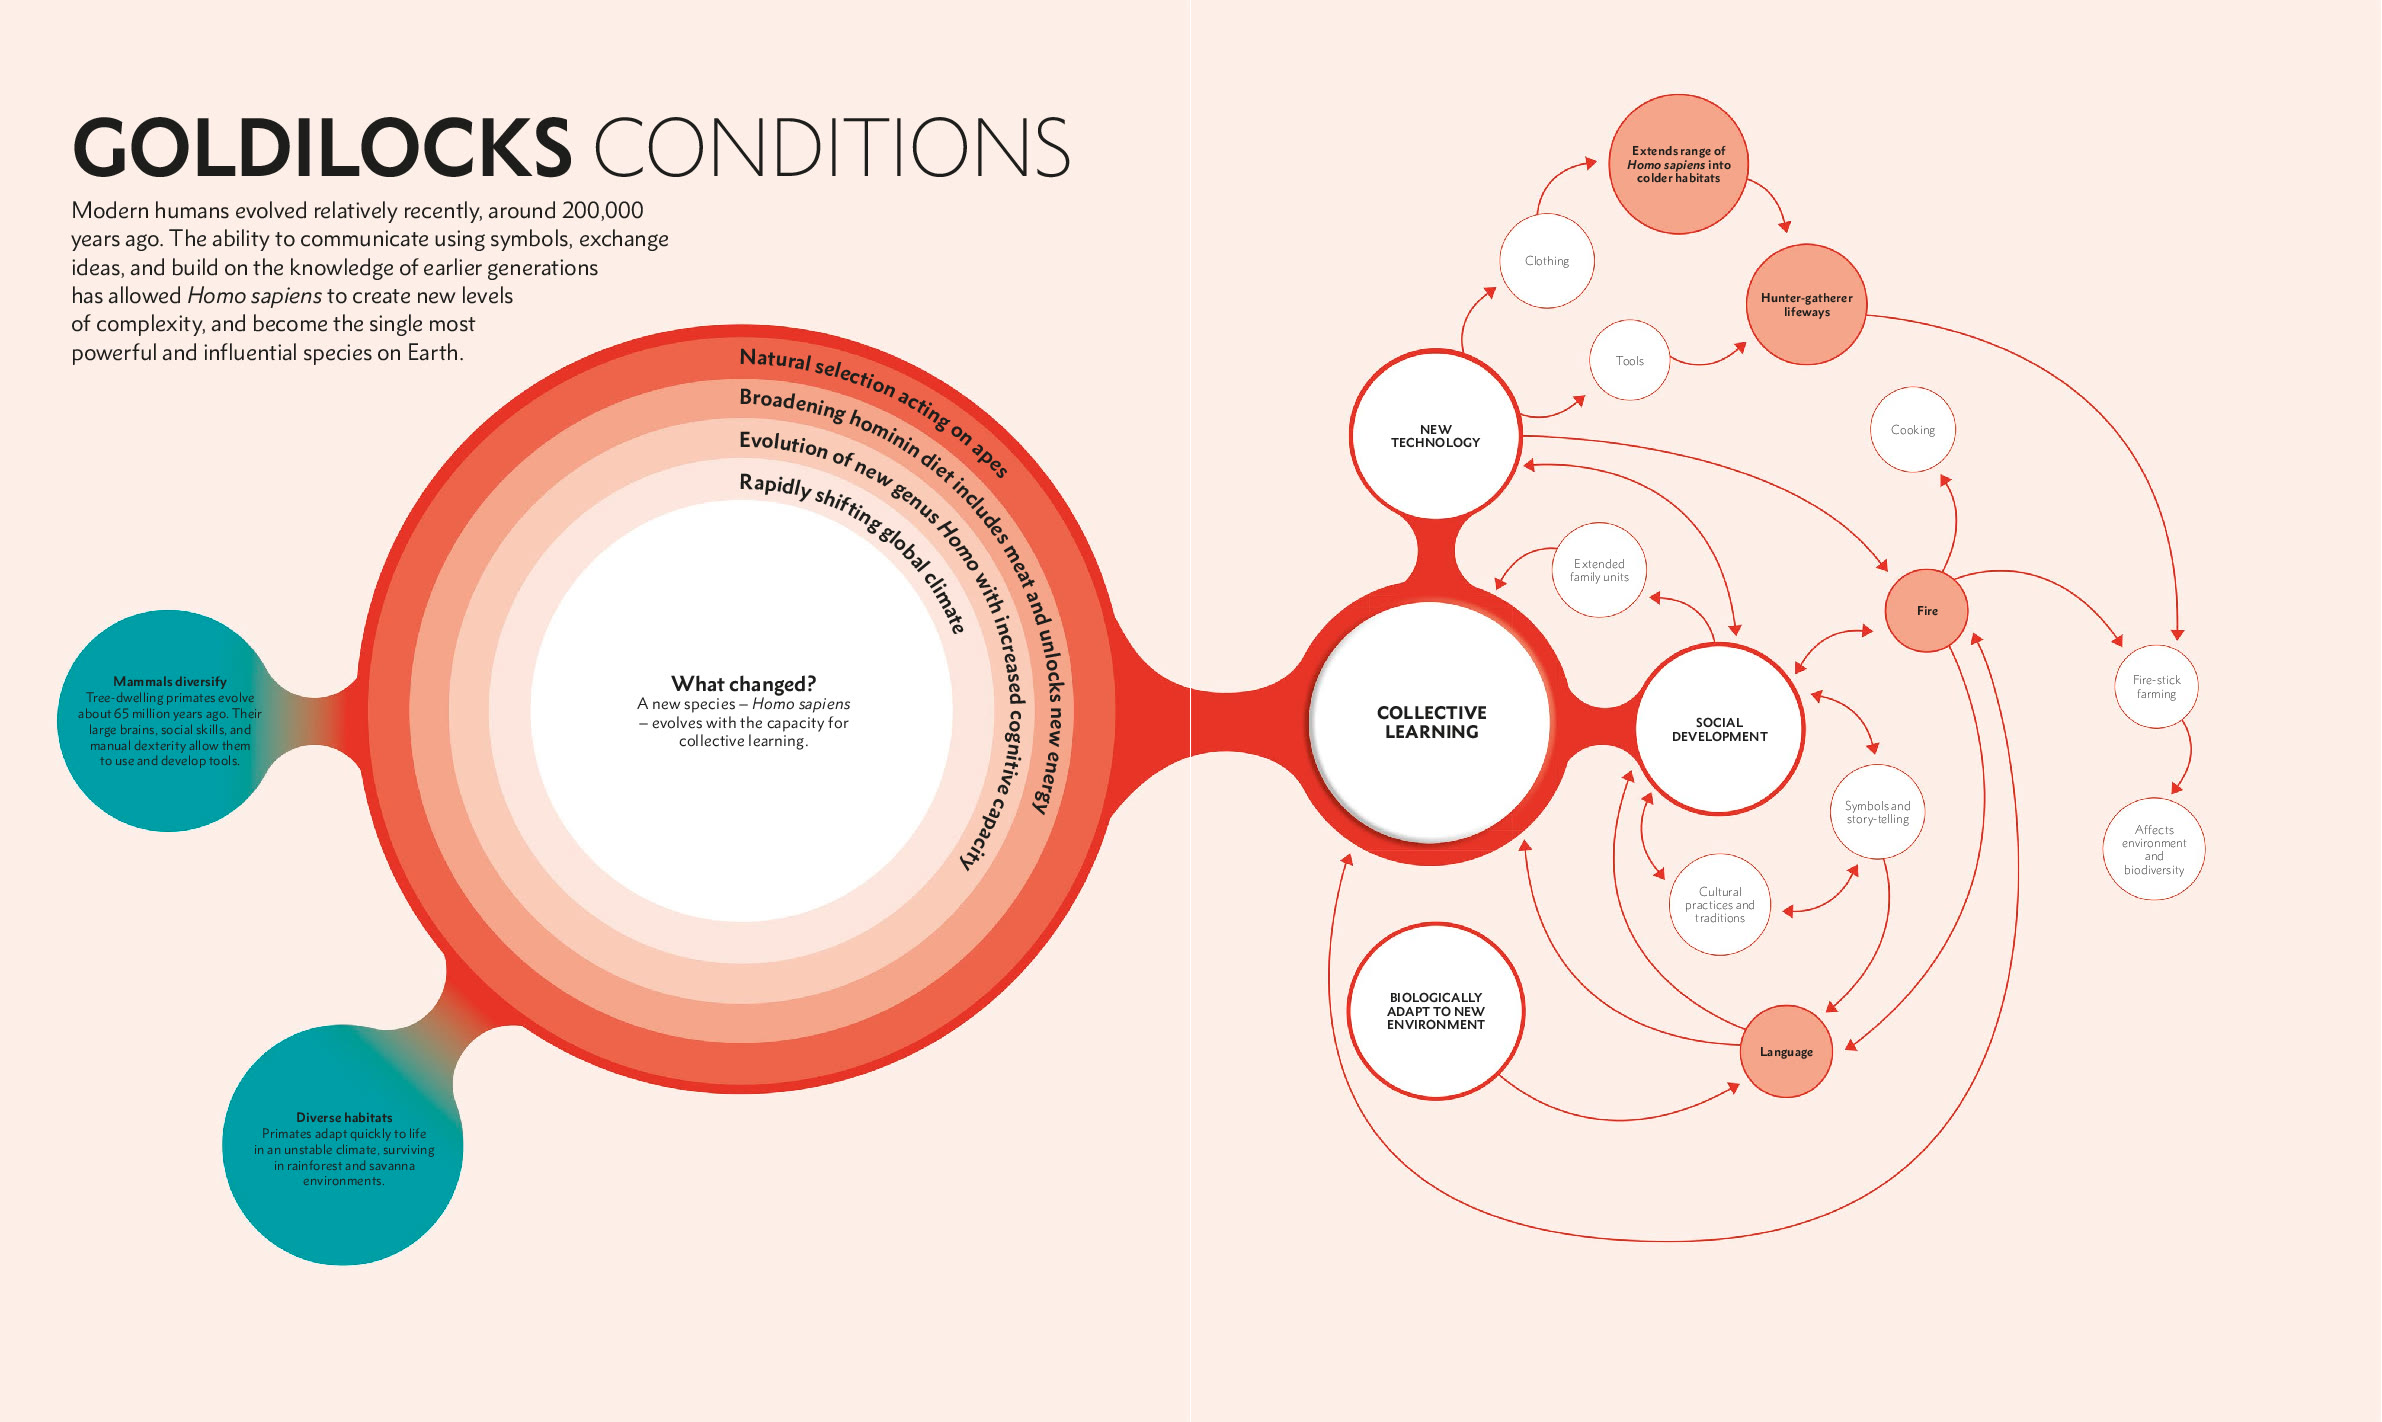 GOLDILOCKS CONDITIONS
Modern humans evolved relatively recently, around 200,000
years ago. The ability to communicate using symbols, exchange
ideas, and build on the knowledge of earlier generations
has allowed Homo sapiens to create new levels
of complexity, and become the single most
powerful and influential species on Earth.
Natural selection acting on apes
Broadening hominin diet includes meat and unlocks new energy
Evolution of new genus Homo with increased cognitive capacity
Rapidly shifting global climate
What changed?
A new species – Homo sapiens
– evolves with the capacity for
collective learning.
Mammals diversify
Tree-dwelling primates evolve
about 65 million years ago. Their
large brains, social skills, and
manual dexterity allow them
to use and develop tools.
Diverse habitats
Primates adapt quickly to life
in an unstable climate, surviving
in rainforest and savanna
environments.
Extends range of
Homo sapiens into
colder habitats
Clothing
Hunter-gatherer
lifeways
Tools
NEW
TECHNOLOGY
Cooking
Extended
family units
Fire
Fire-stick
farming
COLLECTIVE
LEARNING
SOCIAL
DEVELOPMENT
Symbols and
story-telling
Affects
environment
and
biodiversity
Cultural
practices and
traditions
BIOLOGICALLY
ADAPT TO NEW
ENVIRONMENT
Language